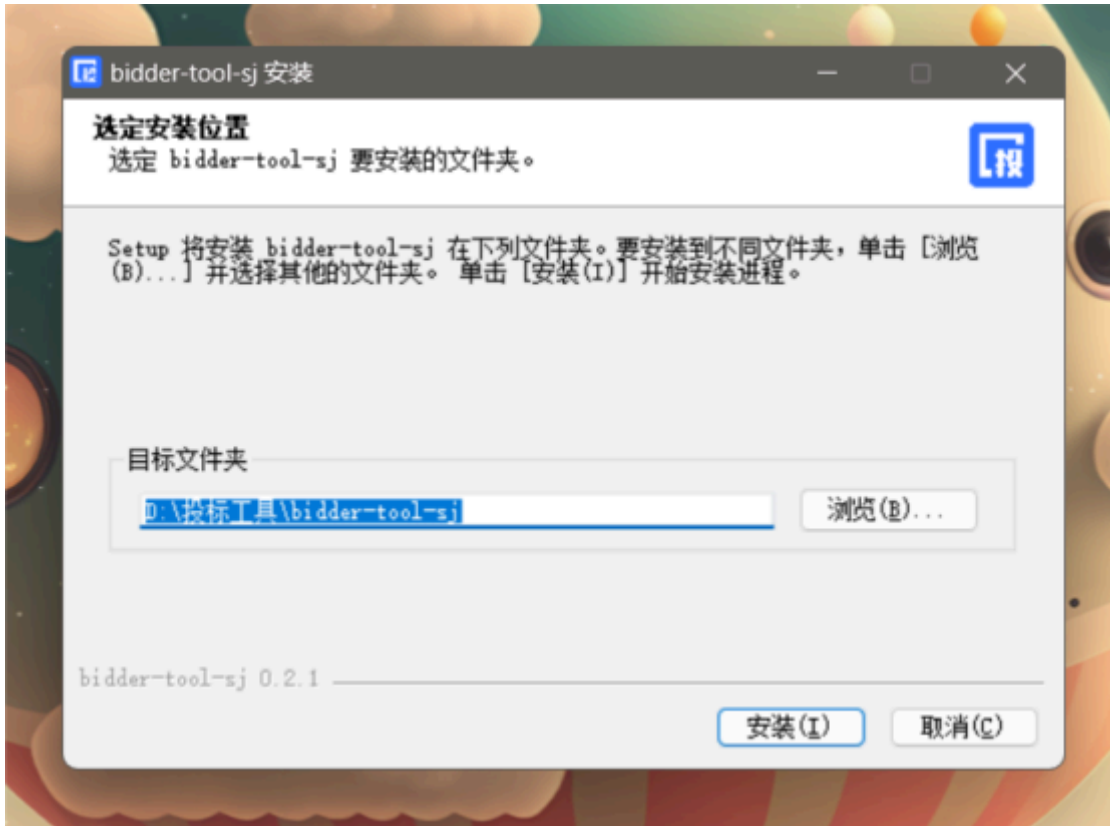 bidder-tool-sj 安装
选定安装位置
选定 bidder-tool-sj 要安装的文件夹。
投
Setup 将安装 bidder-tool-sj 在下列文件夹。要安装到不同文件夹，单击 [浏览
(B)...] 并选择其他的文件夹。 单击 [安装(I)] 开始安装进程。
目标文件夹
D:\投标工具\bidder-tool-sj
浏览(B)...
bidder-tool-sj 0.2.1
安装(I)
取消(C)